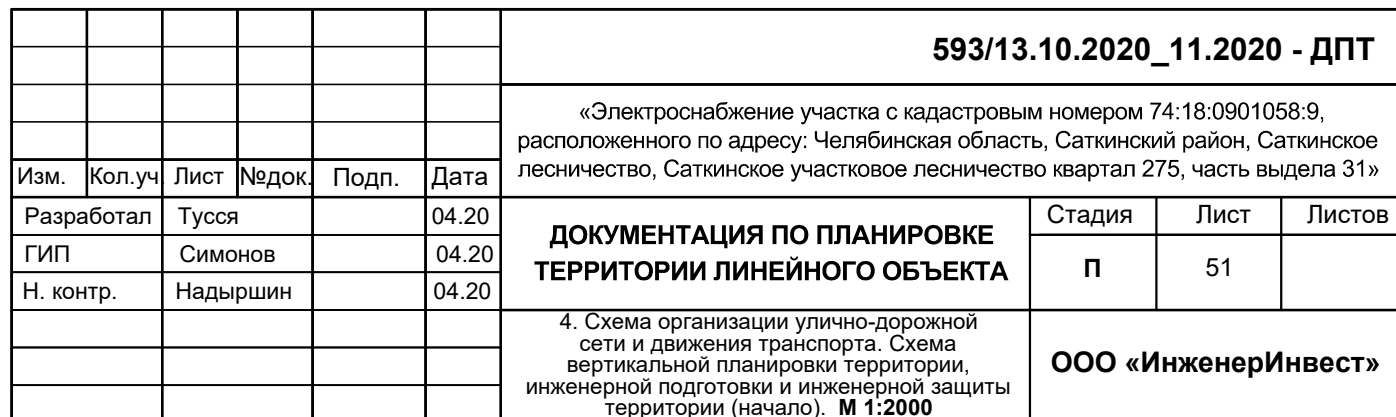 593/13.10.2020_11.2020 - ДПТ
«Электроснабжение участка с кадастровым номером 74:18:0901058:9,
расположенного по адресу: Челябинская область, Саткинский район, Саткинское
лесничество, Саткинское участковое лесничество квартал 275, часть выдела 31»
Изм. Кол.уч Лист №док. Подп. Дата
Разработал Тусся 04.20
ГИП Симонов 04.20
Н. контр. Надыршин 04.20
ДОКУМЕНТАЦИЯ ПО ПЛАНИРОВКЕ
ТЕРРИТОРИИ ЛИНЕЙНОГО ОБЪЕКТА
Стадия Лист Листов
П 51
4. Схема организации улично-дорожной
сети и движения транспорта. Схема
вертикальной планировки территории,
инженерной подготовки и инженерной защиты
территории (начало). М 1:2000
ООО «ИнженерИнвест»